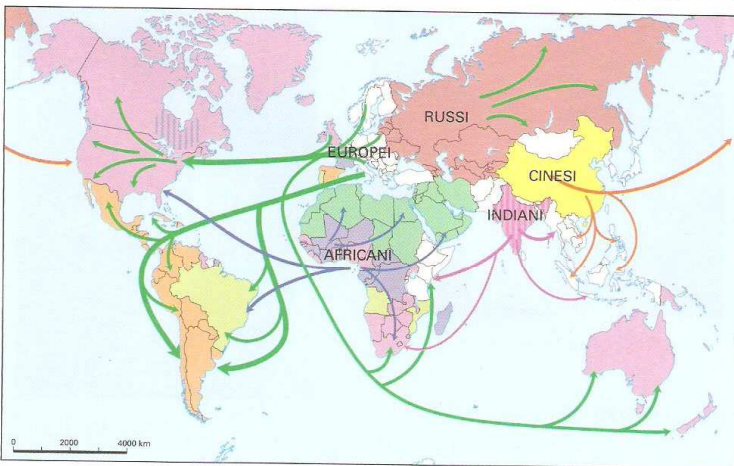 RUSSI
EUROPEI
CINESI
INDIANI
AFRICANI
0 2000 4000 km